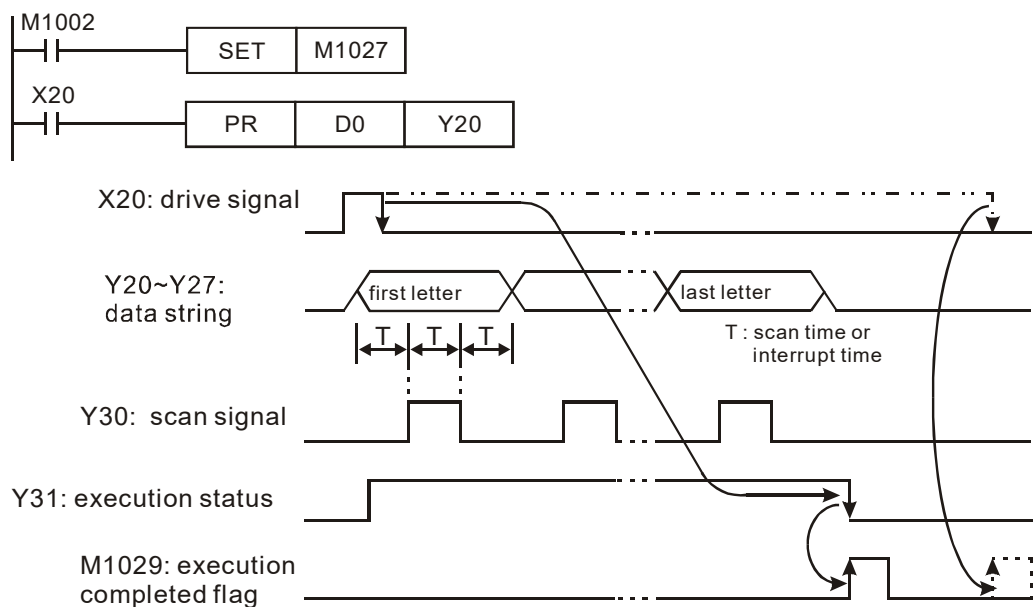 M1002
SET M1027
X20
PR D0 Y20
X20: drive signal
Y20~Y27:
data string
first letter
last letter
T T T
T : scan time or
interrupt time
Y30: scan signal
Y31: execution status
M1029: execution
completed flag